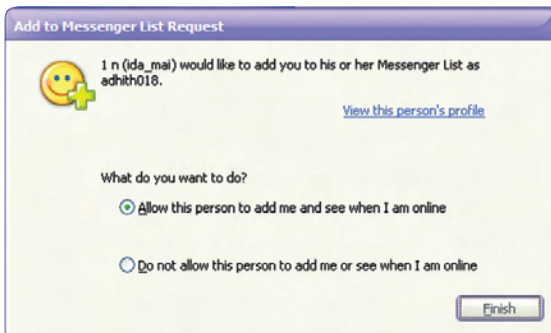 Add to Messenger List Request
1 n (ida_mai) would like to add you to his or her Messenger List as
adhith018.
View this person's profile
What do you want to do?
Allow this person to add me and see when I am online
Do not allow this person to add me or see when I am online
Finish